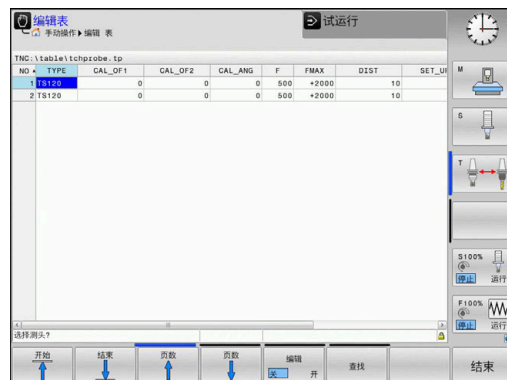 编辑表
手动操作▶编辑 表
试运行
TNC:\table\tchprobe.tp
NO TYPE CAL_OF1 CAL_OF2 CAL_ANG F FMAX DIST SET_U
1 TS120 0 0 0 500 +2000 10
2 TS120 0 0 0 500 +2000 10
选择测头?
M
S
T
S100%
停止 运行
F100%
停止 运行
开始
结束
页数
页数
编辑
关 开
查找
结束